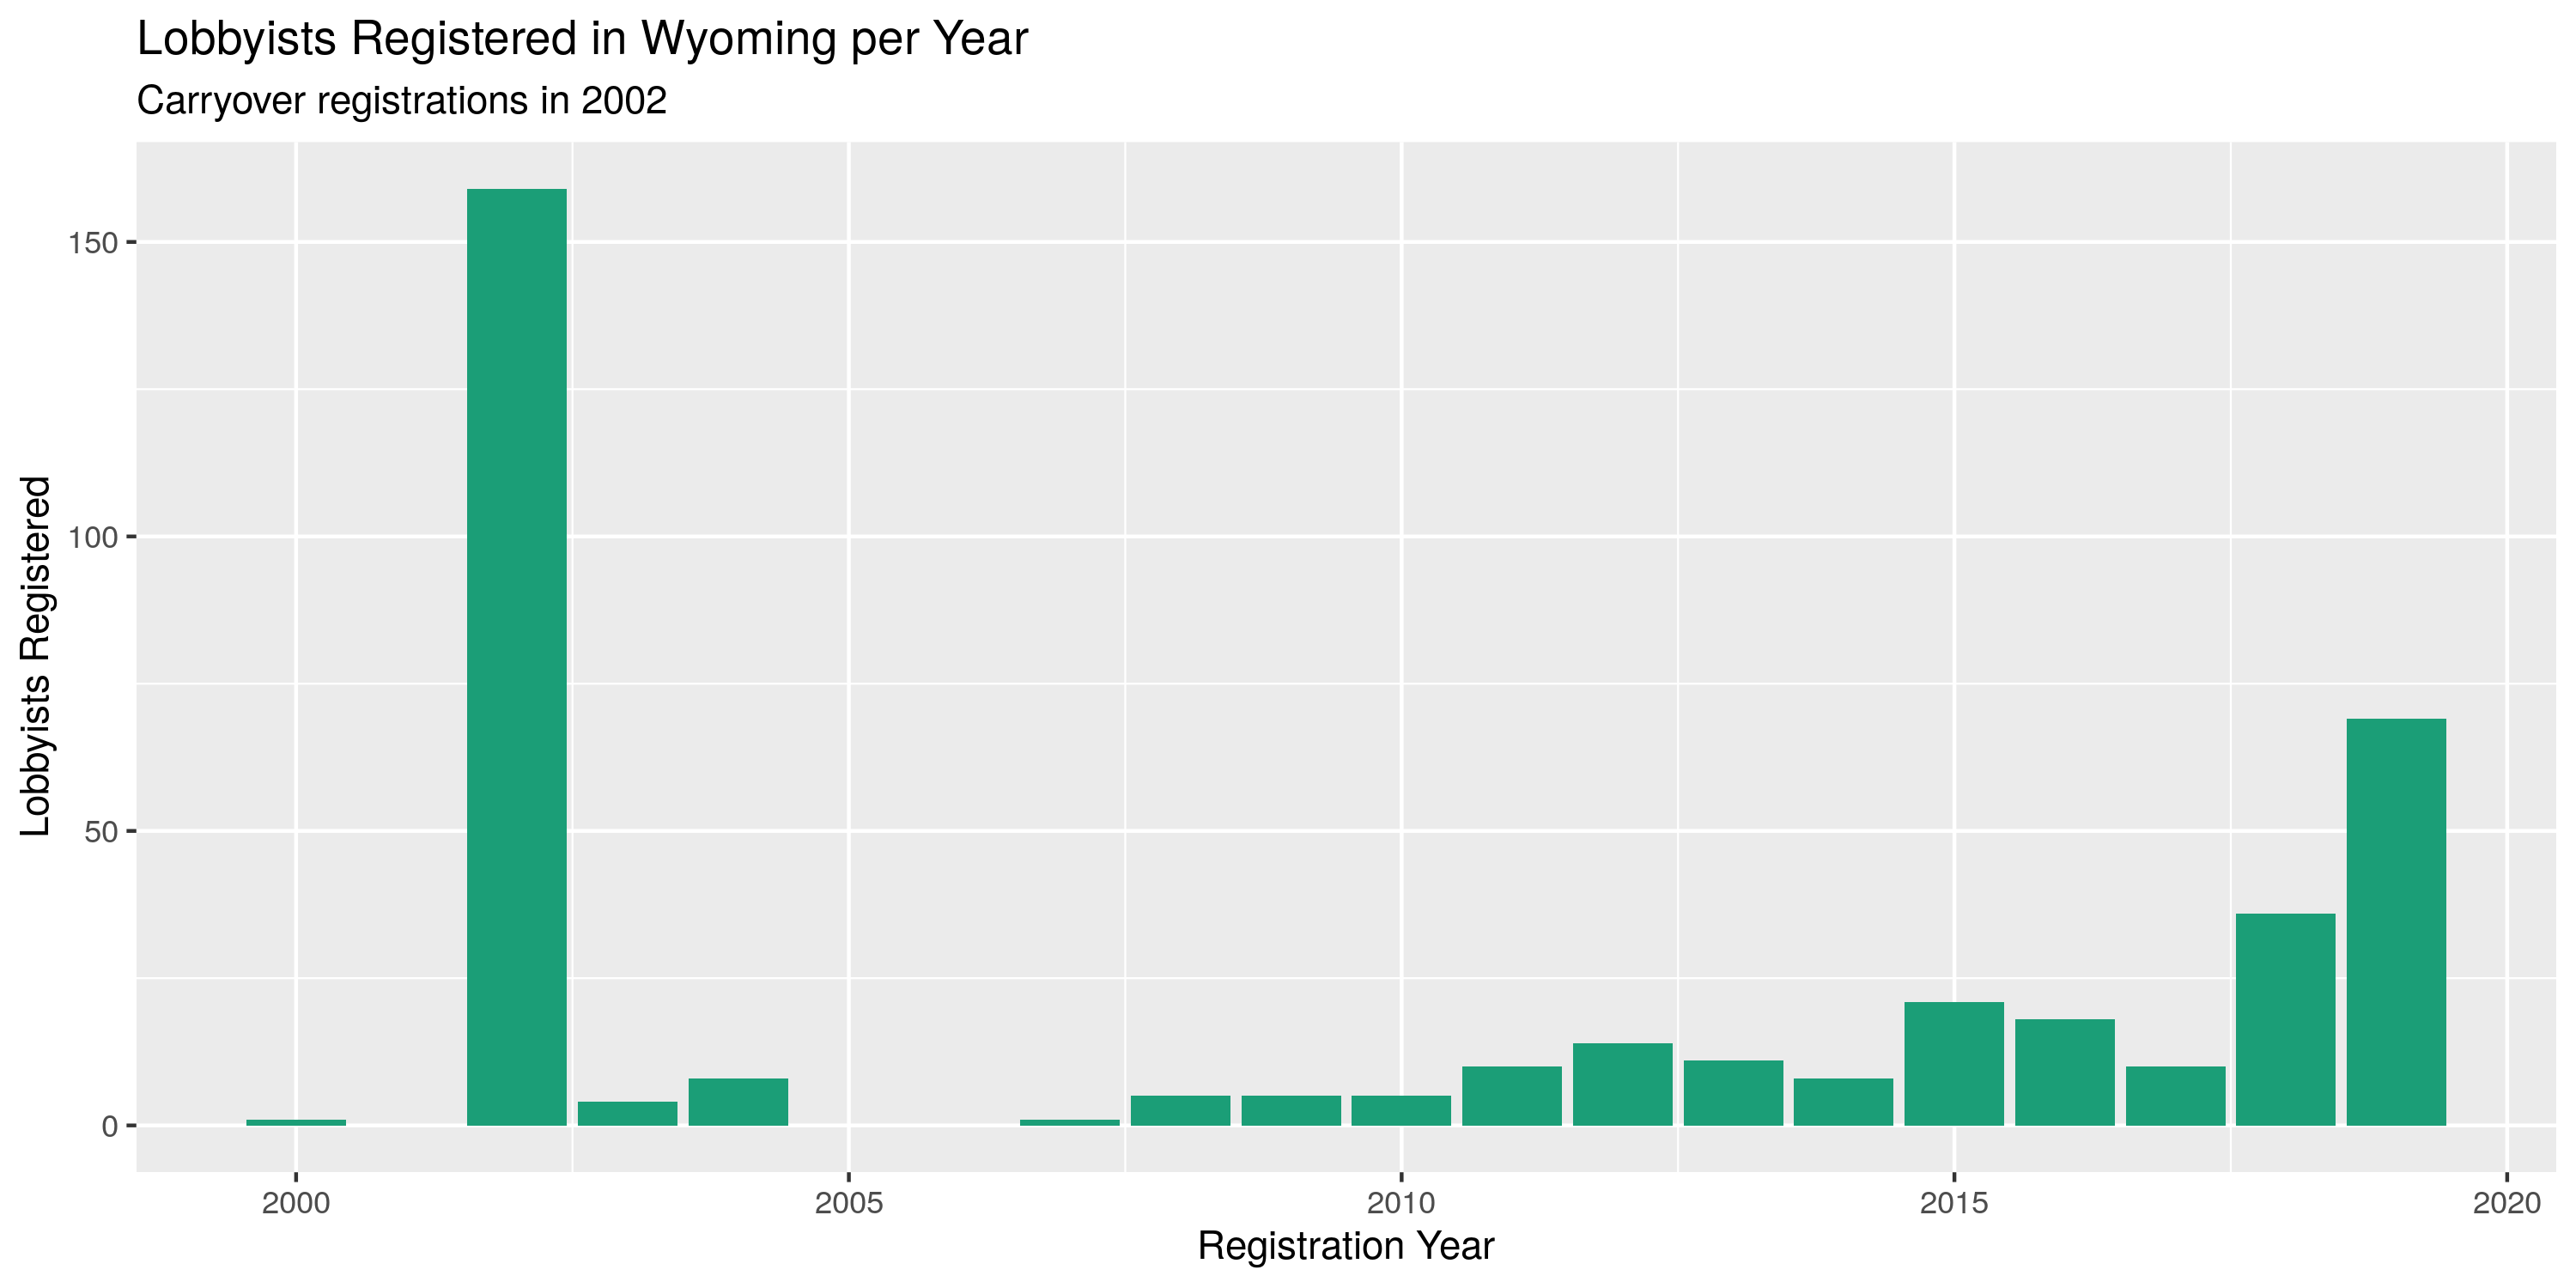 Lobbyists Registered in Wyoming per Year
Carryover registrations in 2002
Lobbyists Registered
150
100
50
0
2000
2005
2010
2015
2020
Registration Year